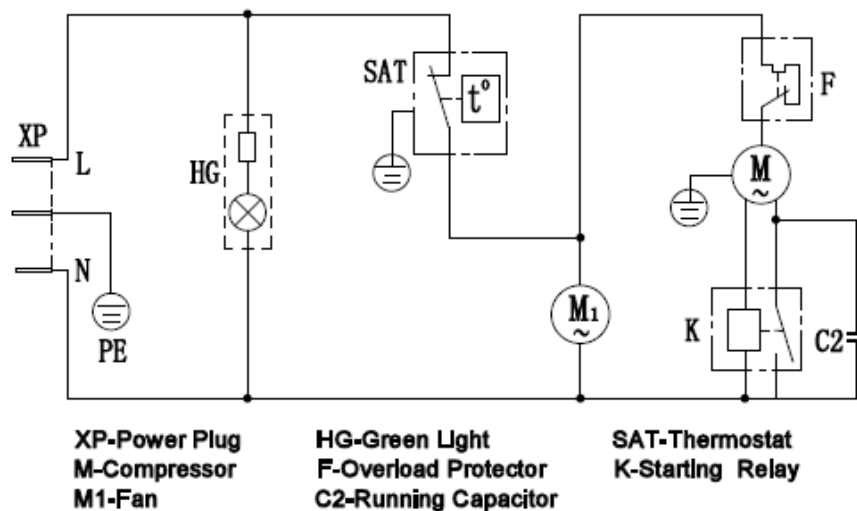 SAT
t°
F
XP
L
HG
M
~
N
PE
M1
~
K
C2
XP-Power Plug
HG-Green Light
SAT-Thermostat
M-Compressor
F-Overload Protector
K-Starting Relay
M1-Fan
C2-Running Capacitor